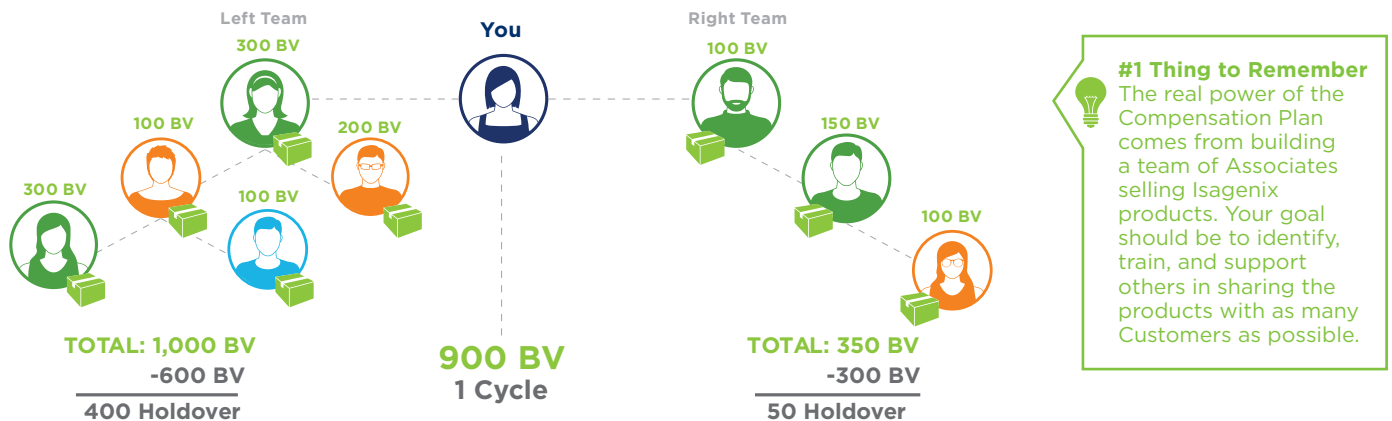 Left Team
You
Right Team
300 BV
100 BV
100 BV
200 BV
150 BV
300 BV
100 BV
100 BV
TOTAL: 1,000 BV
-600 BV
400 Holdover
900 BV
1 Cycle
TOTAL: 350 BV
-300 BV
50 Holdover
#1 Thing to Remember
The real power of the
Compensation Plan
comes from building
a team of Associates
selling Isagenix
products. Your goal
should be to identify,
train, and support
others in sharing the
products with as many
Customers as possible.